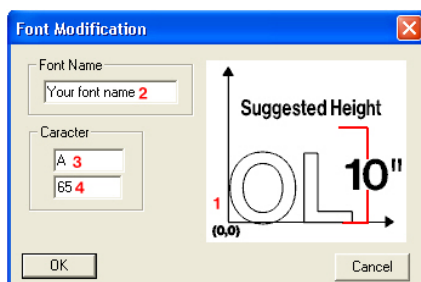 Font Modification
Font Name
Your font name 2
Caracter
A 3
65 4
Suggested Height
OL
10"
1
(0,0)
OK
Cancel